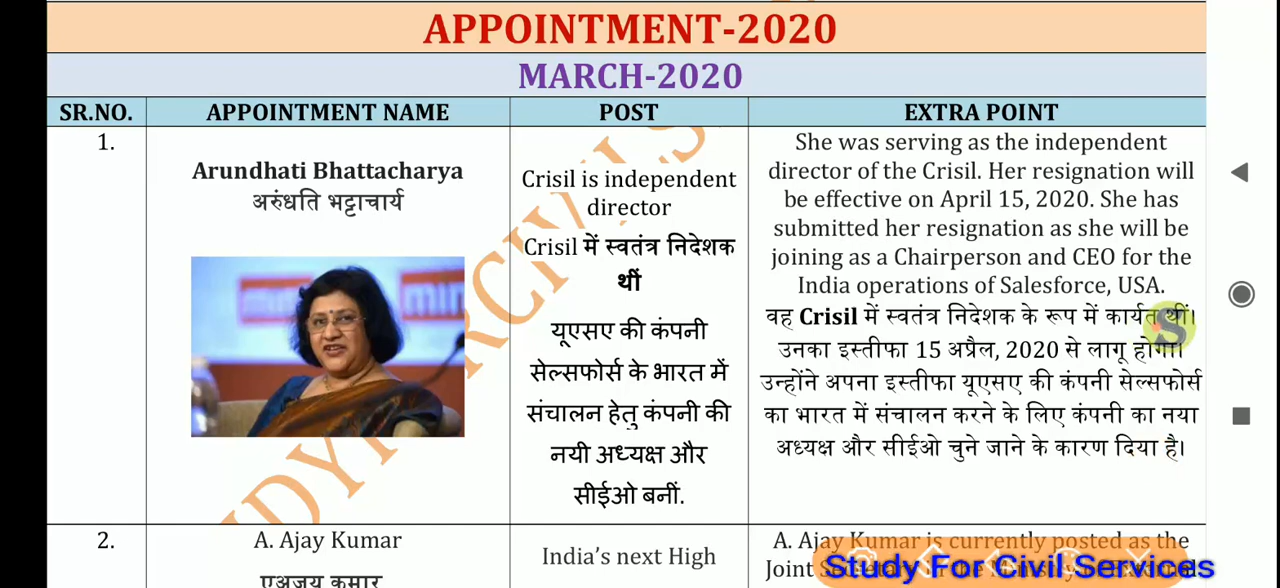 APPOINTMENT-2020
MARCH-2020
SR.NO. APPOINTMENT NAME POST EXTRA POINT
1.
Arundhati Bhattacharya
अरुंधति भट्टाचार्य
Crisil is independent
director
Crisil में स्वतंत्र निदेशक
थीं
यूएसए की कंपनी
सेल्सफोर्स के भारत में
संचालन हेतु कंपनी की
नयी अध्यक्ष और
सीईओ बनीं.
She was serving as the independent
director of the Crisil. Her resignation will
be effective on April 15, 2020. She has
submitted her resignation as she will be
joining as a Chairperson and CEO for the
India operations of Salesforce, USA.
वह Crisil में स्वतंत्र निदेशक के रूप में कार्यत थीं।
उनका इस्तीफा 15 अप्रैल, 2020 से लागू होगा।
उन्होंने अपना इस्तीफा यूएसए की कंपनी सेल्सफोर्स
का भारत में संचालन करने के लिए कंपनी का नया
अध्यक्ष और सीईओ चुने जाने के कारण दिया है।
2.
A. Ajay Kumar
एअजय कुमार
India's next High
A. Ajay Kumar is currently posted as the
Joint
Study For Civil Services